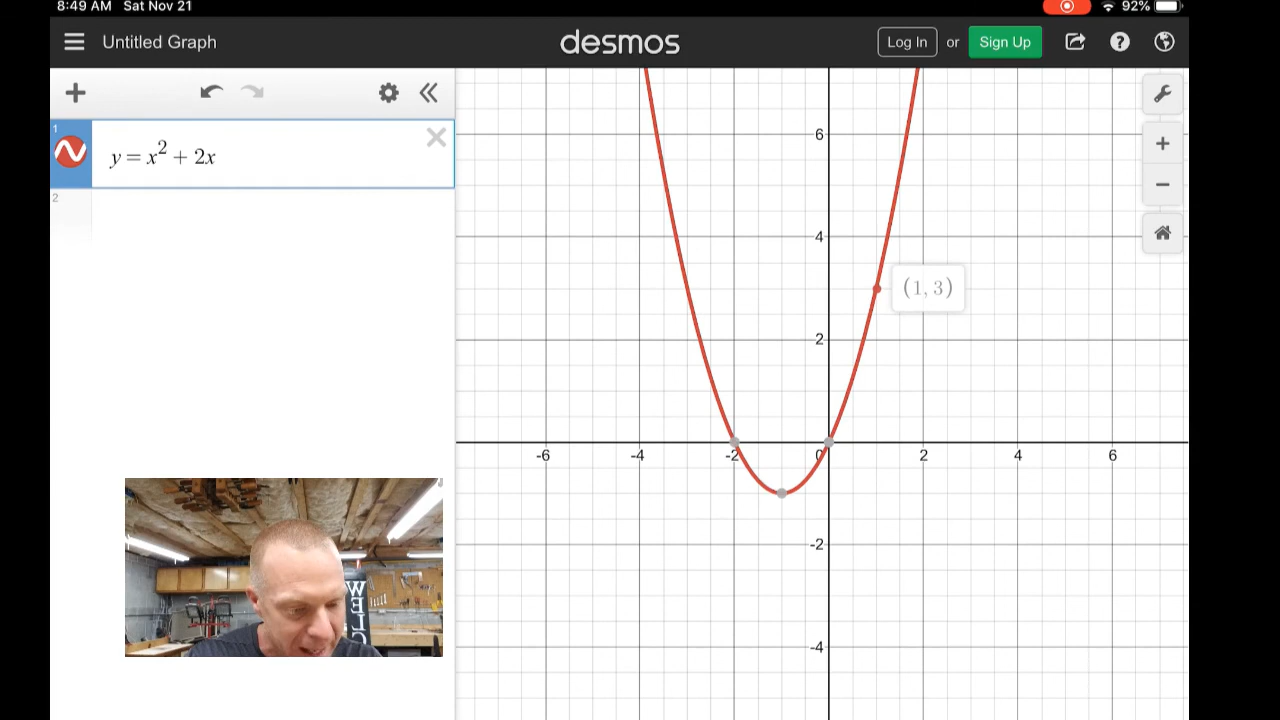 8:49 AM Sat Nov 21
92%
Untitled Graph
desmos
Log In or Sign Up
1
y = x² + 2x
2
6
4
(1, 3)
2
-6 -4 -2 0 2 4 6
-2
-4